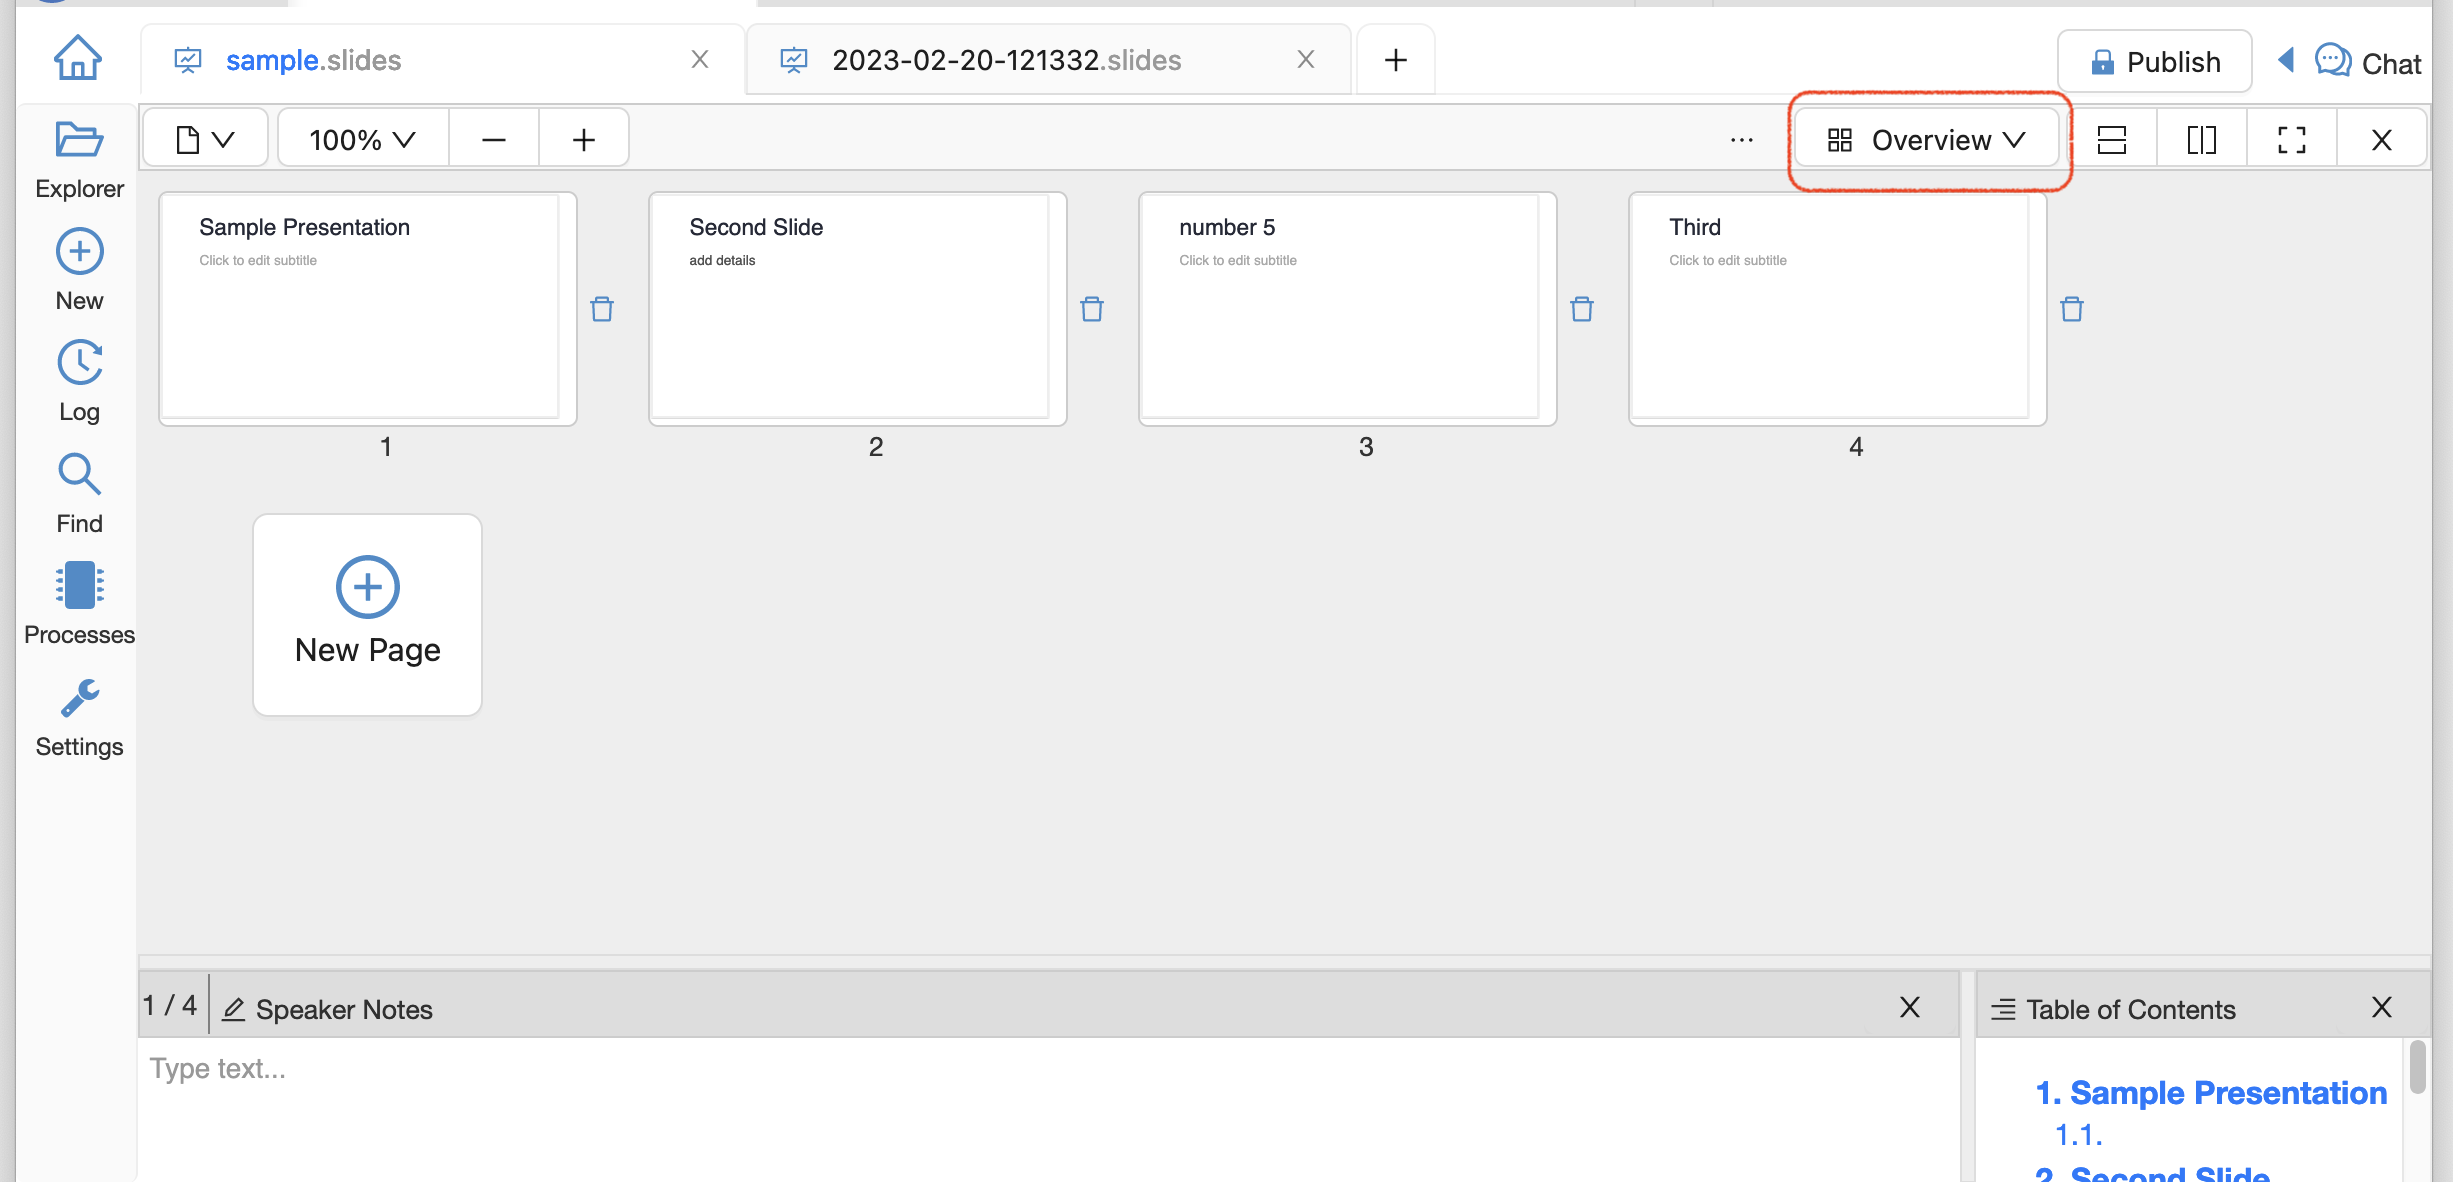 sample.slides
2023-02-20-121332.slides
Publish
Chat
100%
Overview
Explorer
New
Log
Find
Processes
Settings
Sample Presentation
Click to edit subtitle
1
Second Slide
add details
2
number 5
Click to edit subtitle
3
Third
Click to edit subtitle
4
New Page
1 / 4
Speaker Notes
Type text...
Table of Contents
1. Sample Presentation
1.1.
2. Second Slide